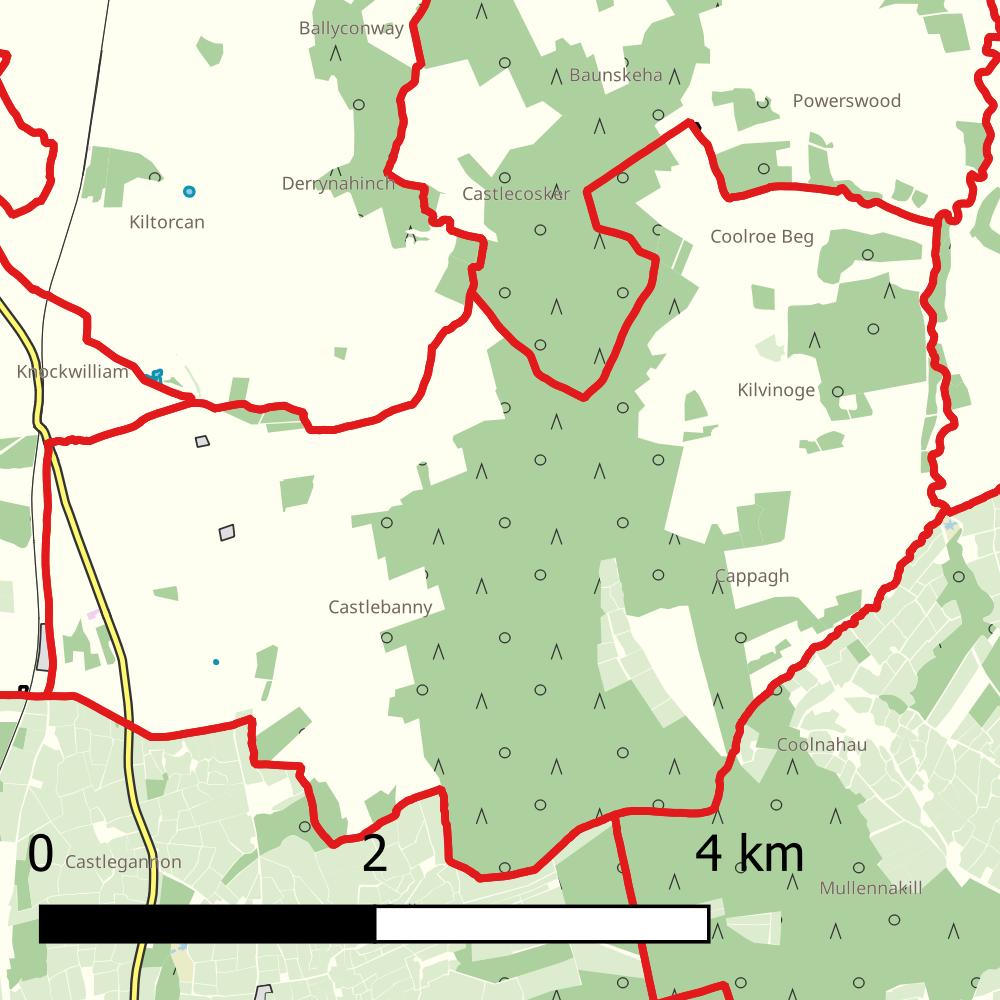 Ballyconway
Baunskeha
Powerswood
Derrynahinch
Castlecosker
Kiltorcan
Coolroe Beg
Knockwilliam
Kilvinoge
Cappagh
Castlebanny
Coolnahau
0 2 4 km
Castlegannon
Mullennakill